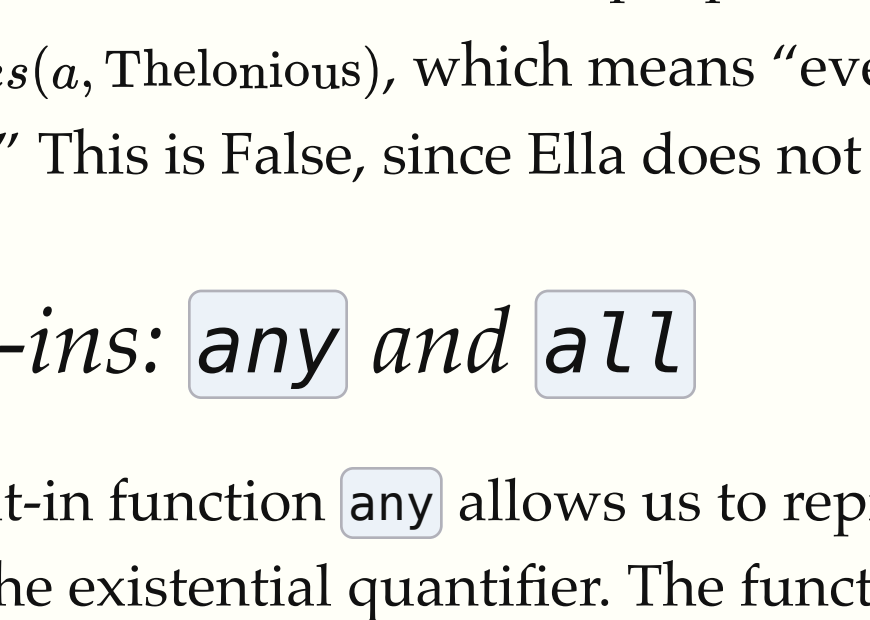 s(a, Thelonious), which means “eve
” This is False, since Ella does not
-ins: any and all
t-in function any allows us to repr
he existential quantifier. The funct